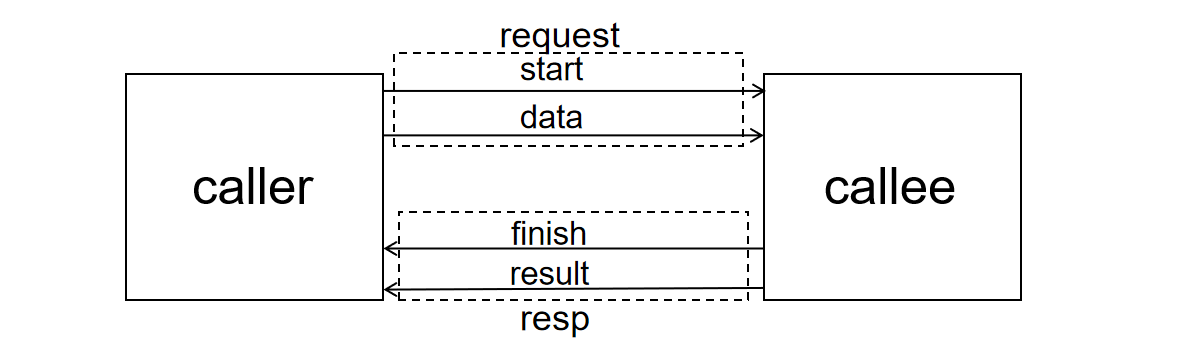 request
start
data
caller
callee
finish
result
resp